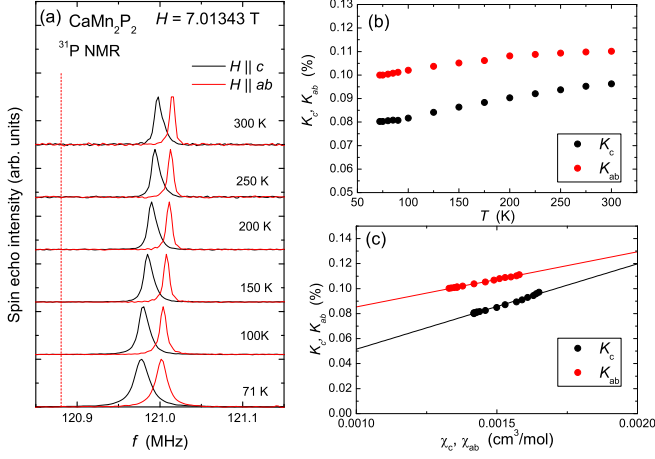 (a) CaMn2P2 H = 7.01343 T
31P NMR
H || c
H || ab
300 K
250 K
200 K
150 K
100K
71 K
Spin echo intensity (arb. units)
120.9 121.0 121.1
f (MHz)
(b)
0.13
0.12
0.11
0.10
0.09
0.08
0.07
0.06
0.05
Kc, Kab (%)
Kc
Kab
50 100 150 200 250 300
T (K)
(c)
0.14
0.12
0.10
0.08
0.06
0.04
0.02
0.00
Kc, Kab (%)
Kc
Kab
0.0010 0.0015 0.0020
χc, χab (cm3/mol)